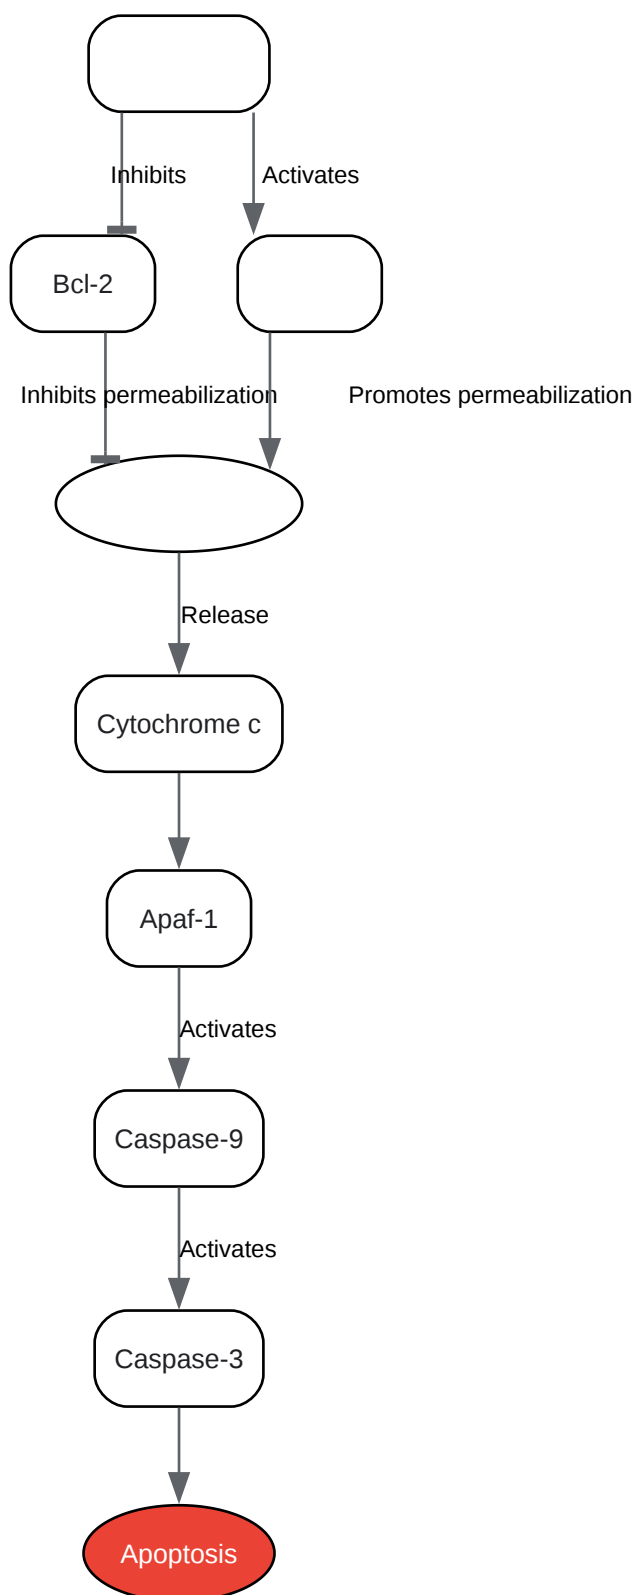 Inhibits
Activates
Bcl-2
Inhibits permeabilization
Promotes permeabilization
Release
Cytochrome c
Apaf-1
Activates
Caspase-9
Activates
Caspase-3
Apoptosis